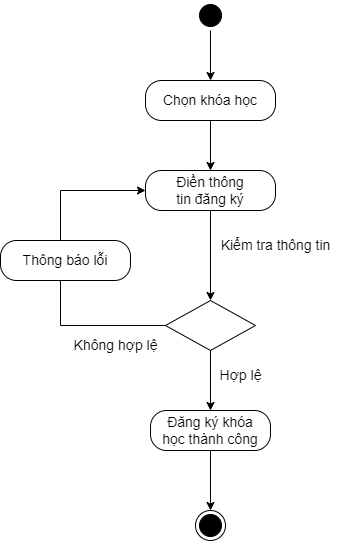 Chọn khóa học
Điền thông
tin đăng ký
Kiểm tra thông tin
Thông báo lỗi
Không hợp lệ
Hợp lệ
Đăng ký khóa
học thành công